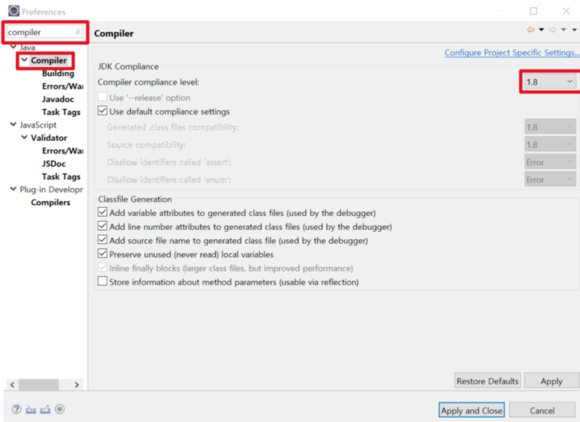 Preferences
compiler
Compiler
Java
Compiler
Building
Errors/Wa
Javadoc
Task Tags
JavaScript
Validator
Errors/Wa
JSDoc
Task Tags
Plug-in Developr
Compilers
Configure Project Specific Settings...
JDK Compliance
Compiler compliance level: 1.8
Use '--release' option
Use default compliance settings
Generated .class files compatibility: 1.8
Source compatibility: 1.8
Disallow identifiers called 'assert': Error
Disallow identifiers called 'enum': Error
Classfile Generation
Add variable attributes to generated class files (used by the debugger)
Add line number attributes to generated class files (used by the debugger)
Add source file name to generated class file (used by the debugger)
Preserve unused (never read) local variables
Inline finally blocks (larger class files, but improved performance)
Store information about method parameters (usable via reflection)
Restore Defaults Apply
Apply and Close Cancel